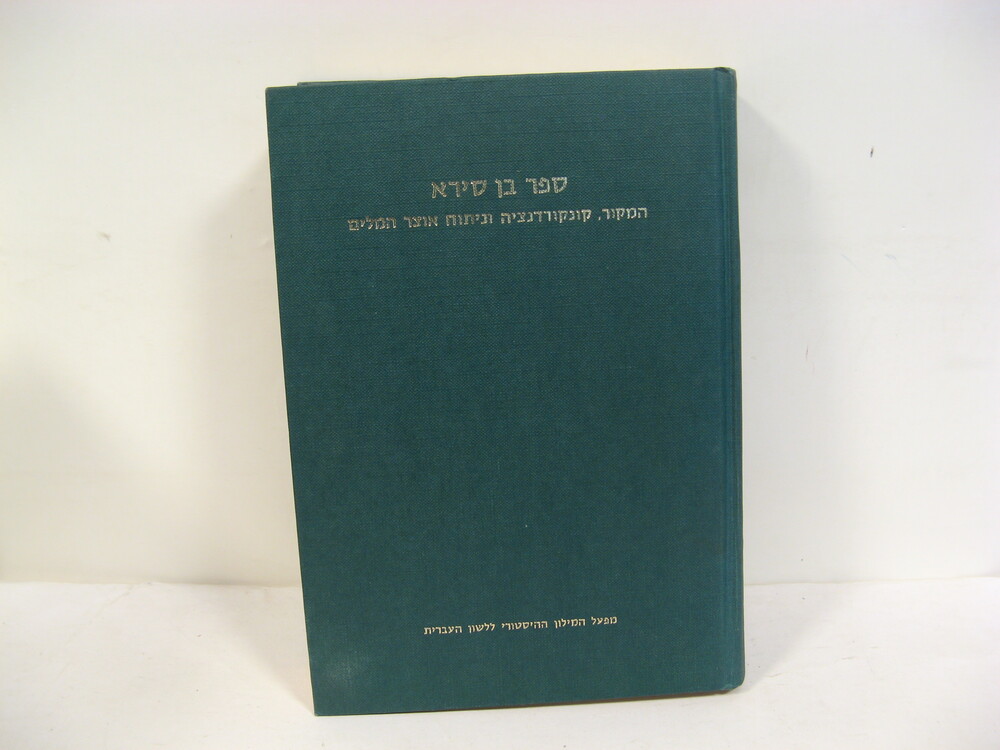 ספר בן סירא
המקור, קונקורדנציה וניתוח אוצר המלים
מפעל המילון ההיסטורי ללשון העברית